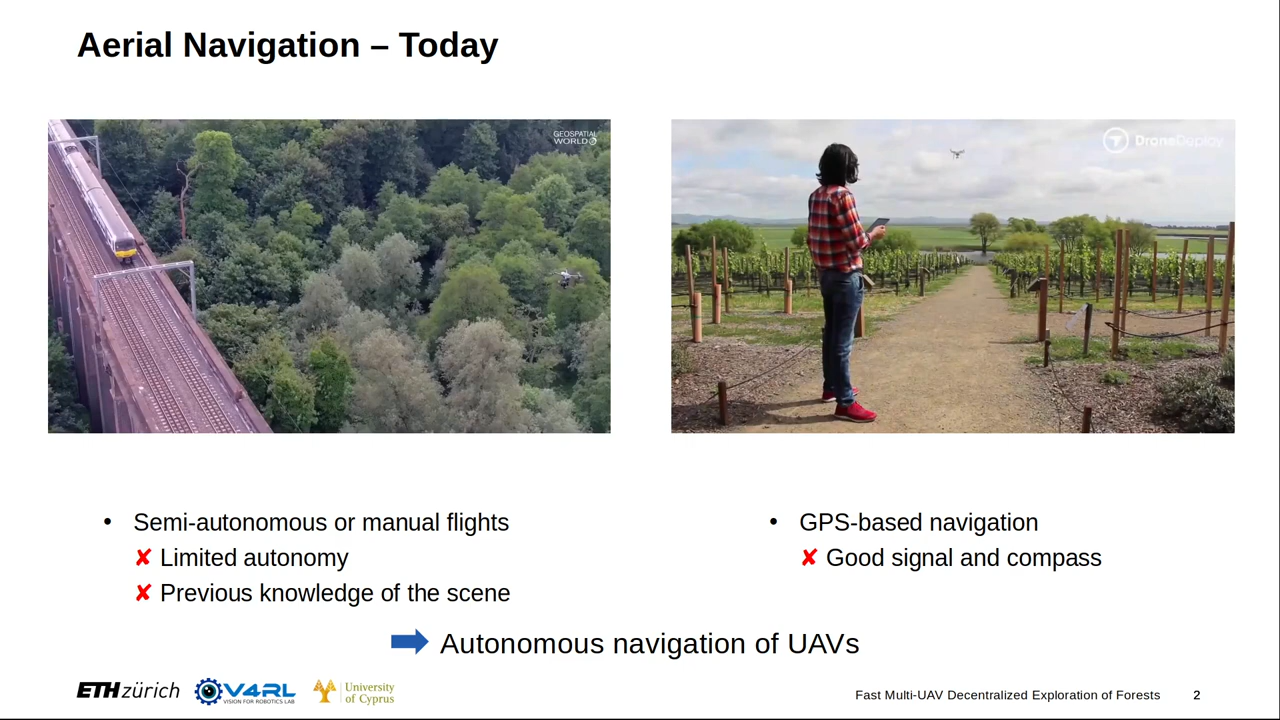 Aerial Navigation – Today
GEOSPATIAL
WORLD
DroneDeploy
• Semi-autonomous or manual flights
✘ Limited autonomy
✘ Previous knowledge of the scene
• GPS-based navigation
✘ Good signal and compass
Autonomous navigation of UAVs
ETH zürich
V4RL
VISION FOR ROBOTICS LAB
University
of Cyprus
Fast Multi-UAV Decentralized Exploration of Forests
2